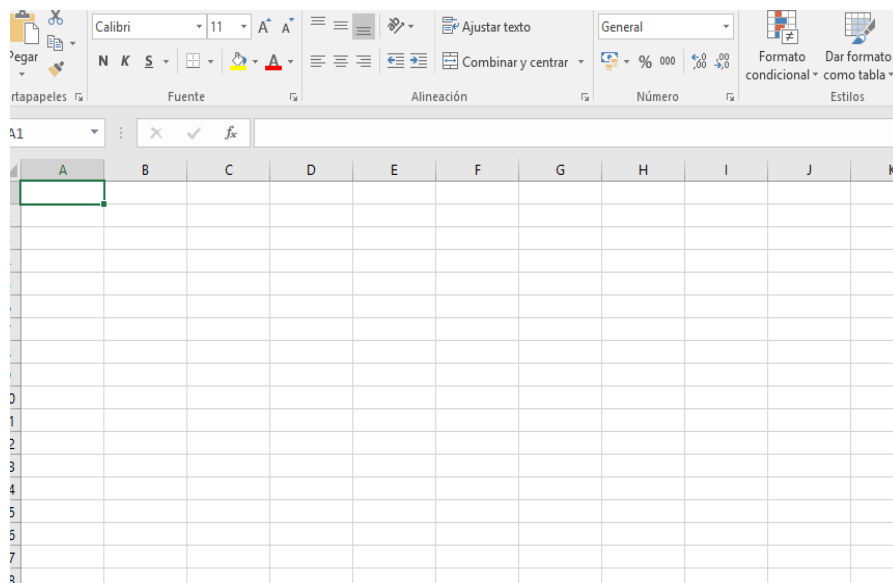 Calibri 11 A A Ajustar texto General
Pegar N K S A Combinar y centrar % 000 Formato condicional Dar formato como tabla
rtapapeles Fuente Alineación Número Estilos
A1 fx
A B C D E F G H I J K
0
1
2
3
4
5
6
7
8